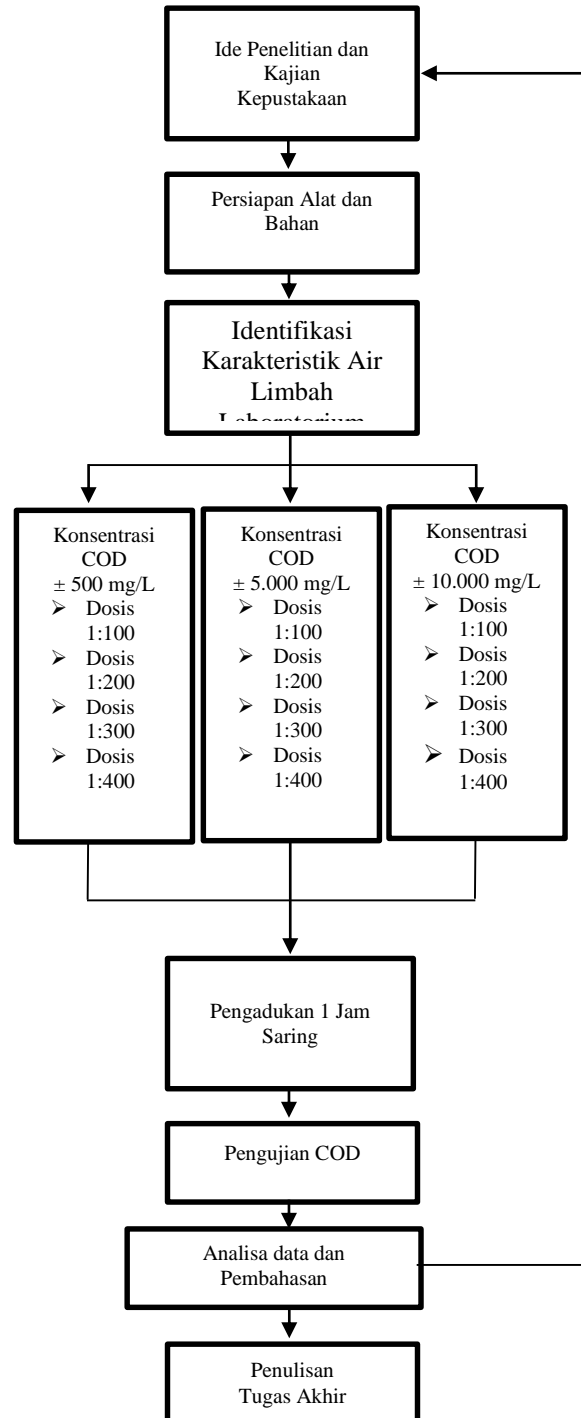 Ide Penelitian dan
Kajian
Kepustakaan
Persiapan Alat dan
Bahan
Identifikasi
Karakteristik Air
Limbah
Laboratorium
Konsentrasi
COD
± 500 mg/L
➢ Dosis
1:100
➢ Dosis
1:200
➢ Dosis
1:300
➢ Dosis
1:400
Konsentrasi
COD
± 5.000 mg/L
➢ Dosis
1:100
➢ Dosis
1:200
➢ Dosis
1:300
➢ Dosis
1:400
Konsentrasi
COD
± 10.000 mg/L
➢ Dosis
1:100
➢ Dosis
1:200
➢ Dosis
1:300
➢ Dosis
1:400
Pengadukan 1 Jam
Saring
Pengujian COD
Analisa data dan
Pembahasan
Penulisan
Tugas Akhir